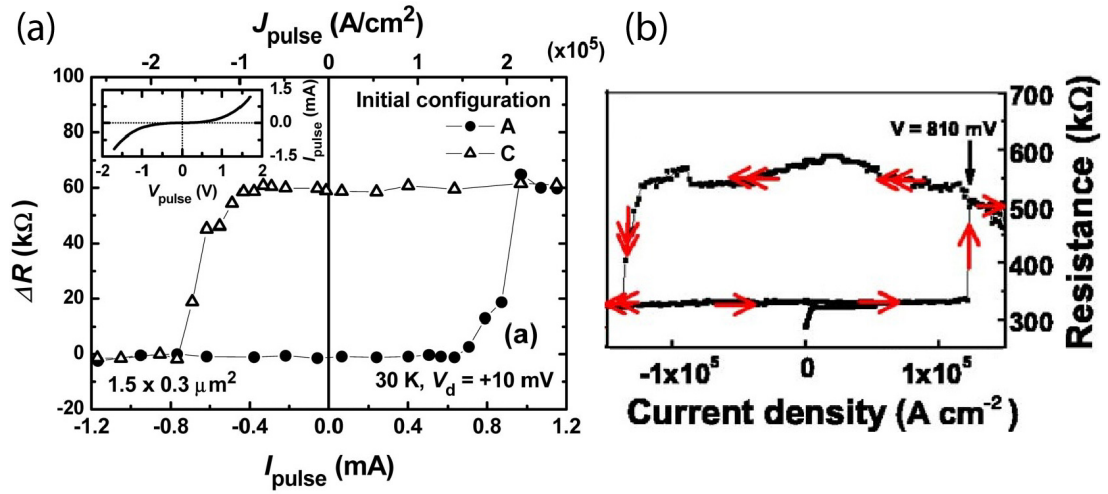 (a)
J_pulse (A/cm²)
(x10⁵)
-2 -1 0 1 2
100
80
60
40
20
0
-20
ΔR (kΩ)
1.5
0.0
-1.5
I_pulse (mA)
-2 -1 0 1 2
V_pulse (V)
Initial configuration
A
C
(a)
1.5 x 0.3 μm²
30 K, V_d = +10 mV
-1.2 -0.8 -0.4 0.0 0.4 0.8 1.2
I_pulse (mA)
(b)
V = 810 mV
700
600
500
400
300
Resistance (kΩ)
-1x10⁵ 0 1x10⁵
Current density (A cm⁻²)